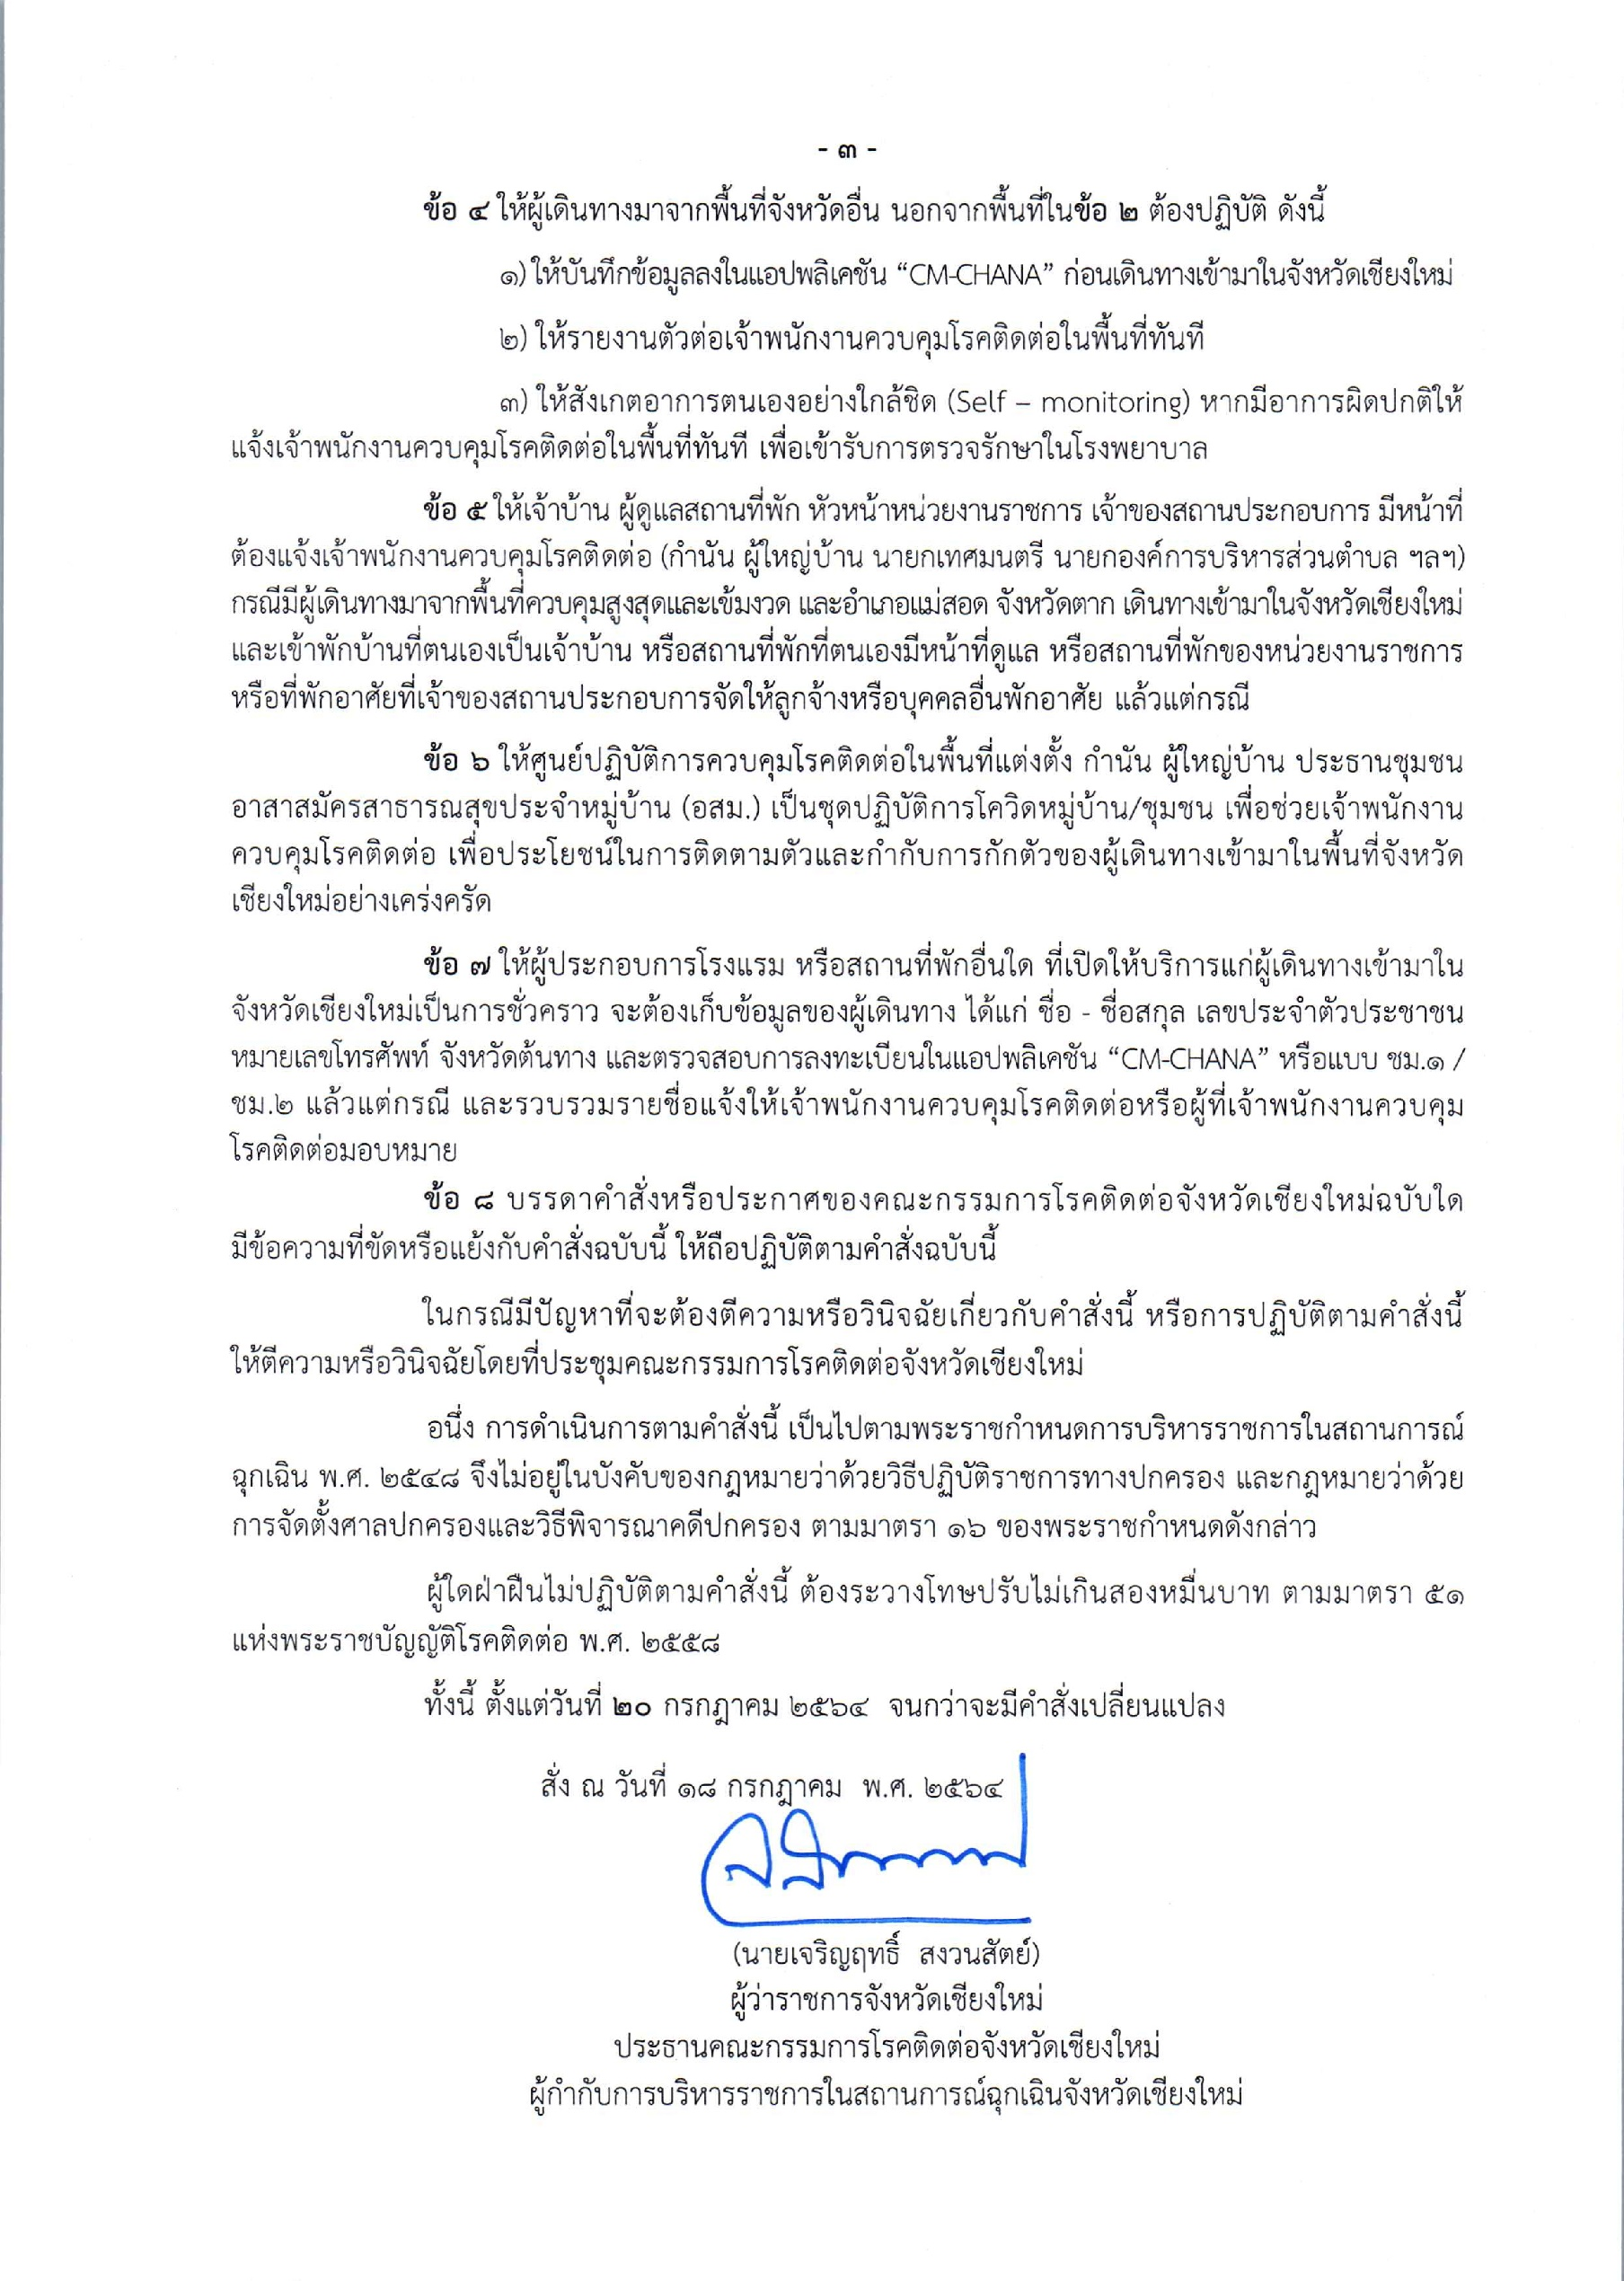 - ๓ -
ข้อ ๔ ให้ผู้เดินทางมาจากพื้นที่จังหวัดอื่น นอกจากพื้นที่ในข้อ ๒ ต้องปฏิบัติ ดังนี้
๑) ให้บันทึกข้อมูลลงในแอปพลิเคชัน “CM-CHANA” ก่อนเดินทางเข้ามาในจังหวัดเชียงใหม่
๒) ให้รายงานตัวต่อเจ้าพนักงานควบคุมโรคติดต่อในพื้นที่ทันที
๓) ให้สังเกตอาการตนเองอย่างใกล้ชิด (Self – monitoring) หากมีอาการผิดปกติให้
แจ้งเจ้าพนักงานควบคุมโรคติดต่อในพื้นที่ทันที เพื่อเข้ารับการตรวจรักษาในโรงพยาบาล
ข้อ ๕ ให้เจ้าบ้าน ผู้ดูแลสถานที่พัก หัวหน้าหน่วยงานราชการ เจ้าของสถานประกอบการ มีหน้าที่
ต้องแจ้งเจ้าพนักงานควบคุมโรคติดต่อ (กำนัน ผู้ใหญ่บ้าน นายกเทศมนตรี นายกองค์การบริหารส่วนตำบล ฯลฯ)
กรณีมีผู้เดินทางมาจากพื้นที่ควบคุมสูงสุดและเข้มงวด และอำเภอแม่สอด จังหวัดตาก เดินทางเข้ามาในจังหวัดเชียงใหม่
และเข้าพักบ้านที่ตนเองเป็นเจ้าบ้าน หรือสถานที่พักที่ตนเองมีหน้าที่ดูแล หรือสถานที่พักของหน่วยงานราชการ
หรือที่พักอาศัยที่เจ้าของสถานประกอบการจัดให้ลูกจ้างหรือบุคคลอื่นพักอาศัย แล้วแต่กรณี
ข้อ ๖ ให้ศูนย์ปฏิบัติการควบคุมโรคติดต่อในพื้นที่แต่งตั้ง กำนัน ผู้ใหญ่บ้าน ประธานชุมชน
อาสาสมัครสาธารณสุขประจำหมู่บ้าน (อสม.) เป็นชุดปฏิบัติการโควิดหมู่บ้าน/ชุมชน เพื่อช่วยเจ้าพนักงาน
ควบคุมโรคติดต่อ เพื่อประโยชน์ในการติดตามตัวและกำกับการกักตัวของผู้เดินทางเข้ามาในพื้นที่จังหวัด
เชียงใหม่อย่างเคร่งครัด
ข้อ ๗ ให้ผู้ประกอบการโรงแรม หรือสถานที่พักอื่นใด ที่เปิดให้บริการแก่ผู้เดินทางเข้ามาใน
จังหวัดเชียงใหม่เป็นการชั่วคราว จะต้องเก็บข้อมูลของผู้เดินทาง ได้แก่ ชื่อ - ชื่อสกุล เลขประจำตัวประชาชน
หมายเลขโทรศัพท์ จังหวัดต้นทาง และตรวจสอบการลงทะเบียนในแอปพลิเคชัน “CM-CHANA” หรือแบบ ชม.๑ /
ชม.๒ แล้วแต่กรณี และรวบรวมรายชื่อแจ้งให้เจ้าพนักงานควบคุมโรคติดต่อหรือผู้ที่เจ้าพนักงานควบคุม
โรคติดต่อมอบหมาย
ข้อ ๘ บรรดาคำสั่งหรือประกาศของคณะกรรมการโรคติดต่อจังหวัดเชียงใหม่ฉบับใด
มีข้อความที่ขัดหรือแย้งกับคำสั่งฉบับนี้ ให้ถือปฏิบัติตามคำสั่งฉบับนี้
ในกรณีมีปัญหาที่จะต้องตีความหรือวินิจฉัยเกี่ยวกับคำสั่งนี้ หรือการปฏิบัติตามคำสั่งนี้
ให้ตีความหรือวินิจฉัยโดยที่ประชุมคณะกรรมการโรคติดต่อจังหวัดเชียงใหม่
อนึ่ง การดำเนินการตามคำสั่งนี้ เป็นไปตามพระราชกำหนดการบริหารราชการในสถานการณ์
ฉุกเฉิน พ.ศ. ๒๕๔๘ จึงไม่อยู่ในบังคับของกฎหมายว่าด้วยวิธีปฏิบัติราชการทางปกครอง และกฎหมายว่าด้วย
การจัดตั้งศาลปกครองและวิธีพิจารณาคดีปกครอง ตามมาตรา ๑๖ ของพระราชกำหนดดังกล่าว
ผู้ใดฝ่าฝืนไม่ปฏิบัติตามคำสั่งนี้ ต้องระวางโทษปรับไม่เกินสองหมื่นบาท ตามมาตรา ๕๑
แห่งพระราชบัญญัติโรคติดต่อ พ.ศ. ๒๕๕๘
ทั้งนี้ ตั้งแต่วันที่ ๒๐ กรกฎาคม ๒๕๖๔ จนกว่าจะมีคำสั่งเปลี่ยนแปลง
สั่ง ณ วันที่ ๑๘ กรกฎาคม พ.ศ. ๒๕๖๔
(นายเจริญฤทธิ์ สงวนสัตย์)
ผู้ว่าราชการจังหวัดเชียงใหม่
ประธานคณะกรรมการโรคติดต่อจังหวัดเชียงใหม่
ผู้กำกับการบริหารราชการในสถานการณ์ฉุกเฉินจังหวัดเชียงใหม่